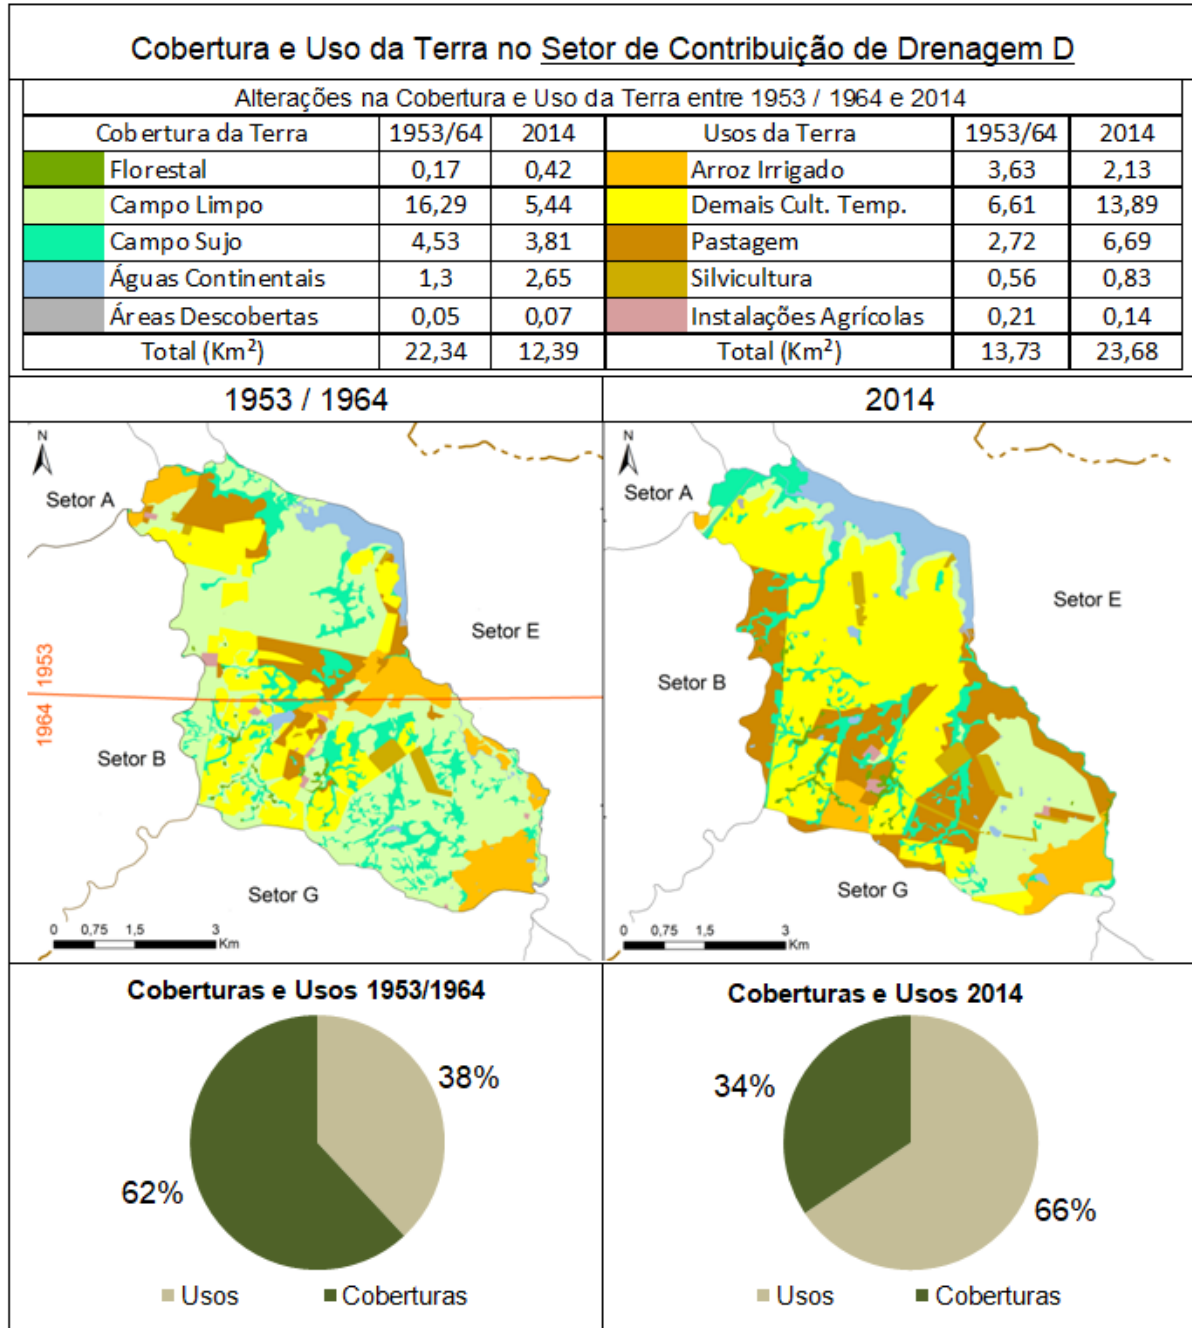 Cobertura e Uso da Terra no Setor de Contribuição de Drenagem D
Alterações na Cobertura e Uso da Terra entre 1953 / 1964 e 2014
Cobertura da Terra 1953/64 2014 Usos da Terra 1953/64 2014
Florestal 0,17 0,42 Arroz Irrigado 3,63 2,13
Campo Limpo 16,29 5,44 Demais Cult. Temp. 6,61 13,89
Campo Sujo 4,53 3,81 Pastagem 2,72 6,69
Águas Continentais 1,3 2,65 Silvicultura 0,56 0,83
Áreas Descobertas 0,05 0,07 Instalações Agrícolas 0,21 0,14
Total (Km²) 22,34 12,39 Total (Km²) 13,73 23,68
1953 / 1964
N
Setor A
Setor E
1953
1964
Setor B
Setor G
0 0,75 1,5 3
Km
2014
N
Setor A
Setor E
Setor B
Setor G
0 0,75 1,5 3
Km
Coberturas e Usos 1953/1964
38%
62%
Usos Coberturas
Coberturas e Usos 2014
34%
66%
Usos Coberturas